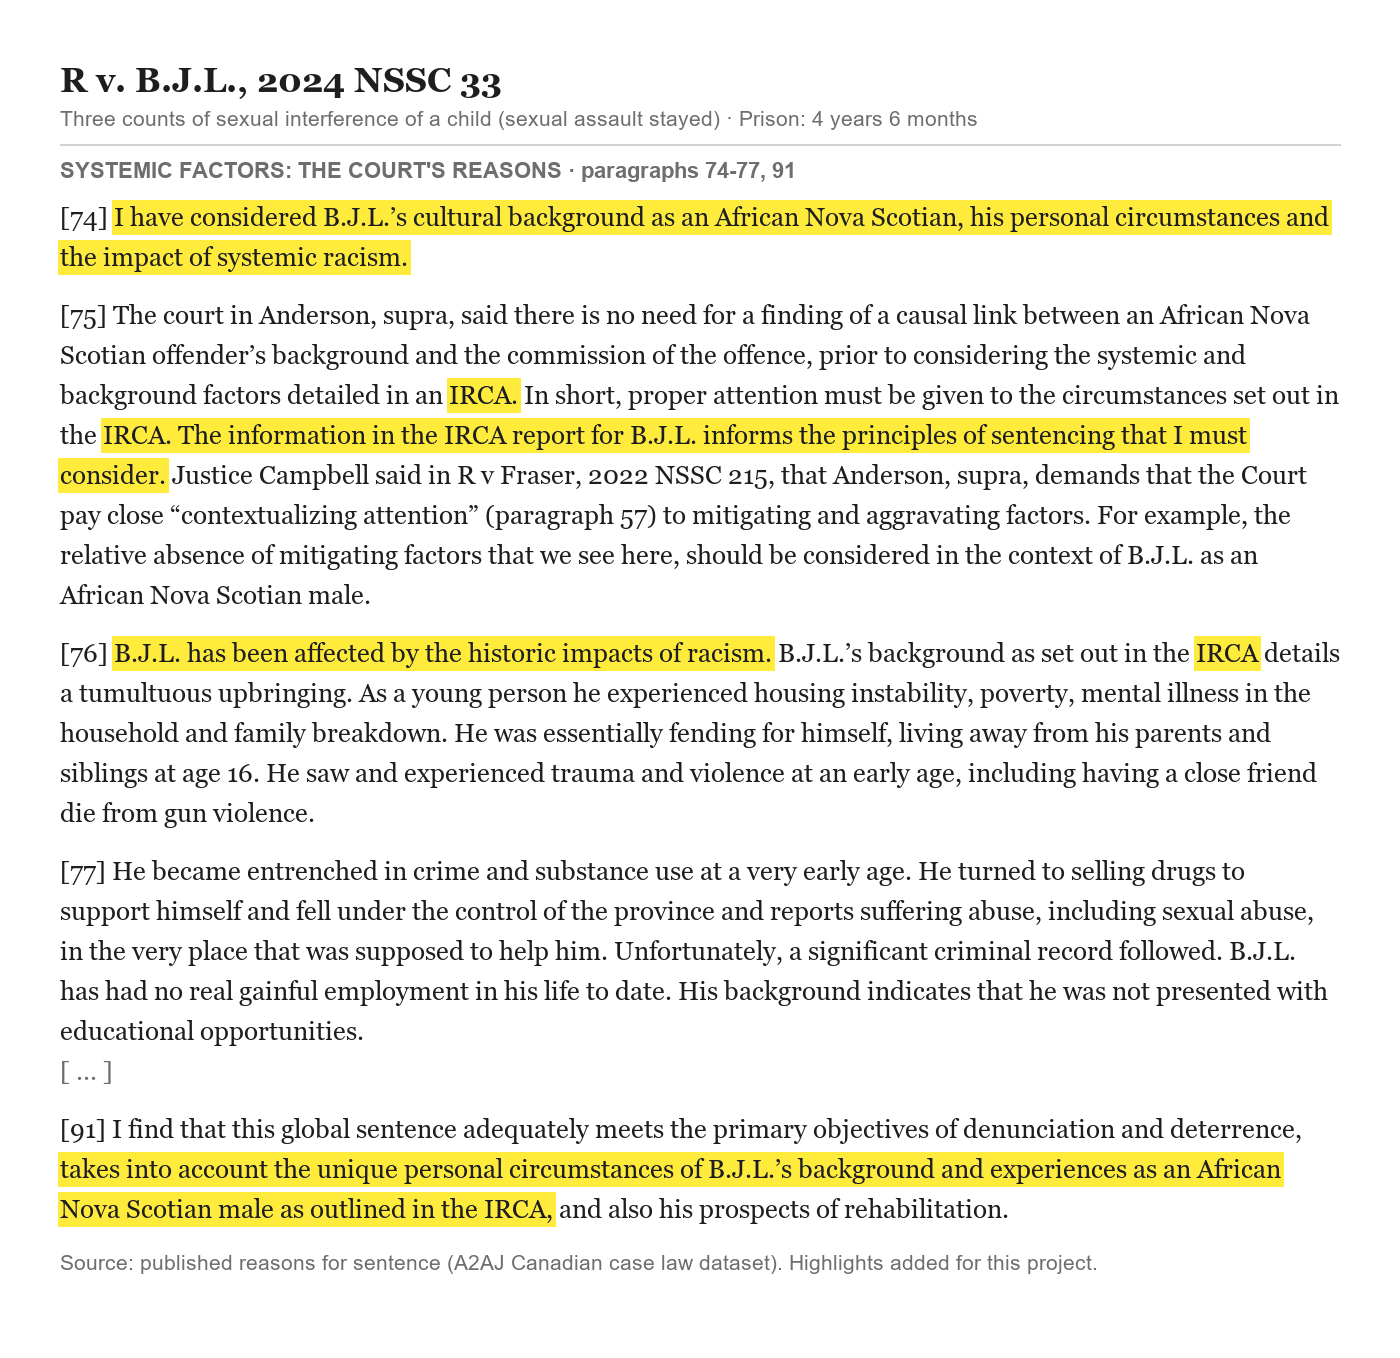 R v. B.J.L., 2024 NSSC 33
Three counts of sexual interference of a child (sexual assault stayed) · Prison: 4 years 6 months
SYSTEMIC FACTORS: THE COURT'S REASONS · paragraphs 74-77, 91
[74] I have considered B.J.L.’s cultural background as an African Nova Scotian, his personal circumstances and
the impact of systemic racism.
[75] The court in Anderson, supra, said there is no need for a finding of a causal link between an African Nova
Scotian offender’s background and the commission of the offence, prior to considering the systemic and
background factors detailed in an IRCA. In short, proper attention must be given to the circumstances set out in
the IRCA. The information in the IRCA report for B.J.L. informs the principles of sentencing that I must
consider. Justice Campbell said in R v Fraser, 2022 NSSC 215, that Anderson, supra, demands that the Court
pay close “contextualizing attention” (paragraph 57) to mitigating and aggravating factors. For example, the
relative absence of mitigating factors that we see here, should be considered in the context of B.J.L. as an
African Nova Scotian male.
[76] B.J.L. has been affected by the historic impacts of racism. B.J.L.’s background as set out in the IRCA details
a tumultuous upbringing. As a young person he experienced housing instability, poverty, mental illness in the
household and family breakdown. He was essentially fending for himself, living away from his parents and
siblings at age 16. He saw and experienced trauma and violence at an early age, including having a close friend
die from gun violence.
[77] He became entrenched in crime and substance use at a very early age. He turned to selling drugs to
support himself and fell under the control of the province and reports suffering abuse, including sexual abuse,
in the very place that was supposed to help him. Unfortunately, a significant criminal record followed. B.J.L.
has had no real gainful employment in his life to date. His background indicates that he was not presented with
educational opportunities.
[ ... ]
[91] I find that this global sentence adequately meets the primary objectives of denunciation and deterrence,
takes into account the unique personal circumstances of B.J.L.’s background and experiences as an African
Nova Scotian male as outlined in the IRCA, and also his prospects of rehabilitation.
Source: published reasons for sentence (A2AJ Canadian case law dataset). Highlights added for this project.